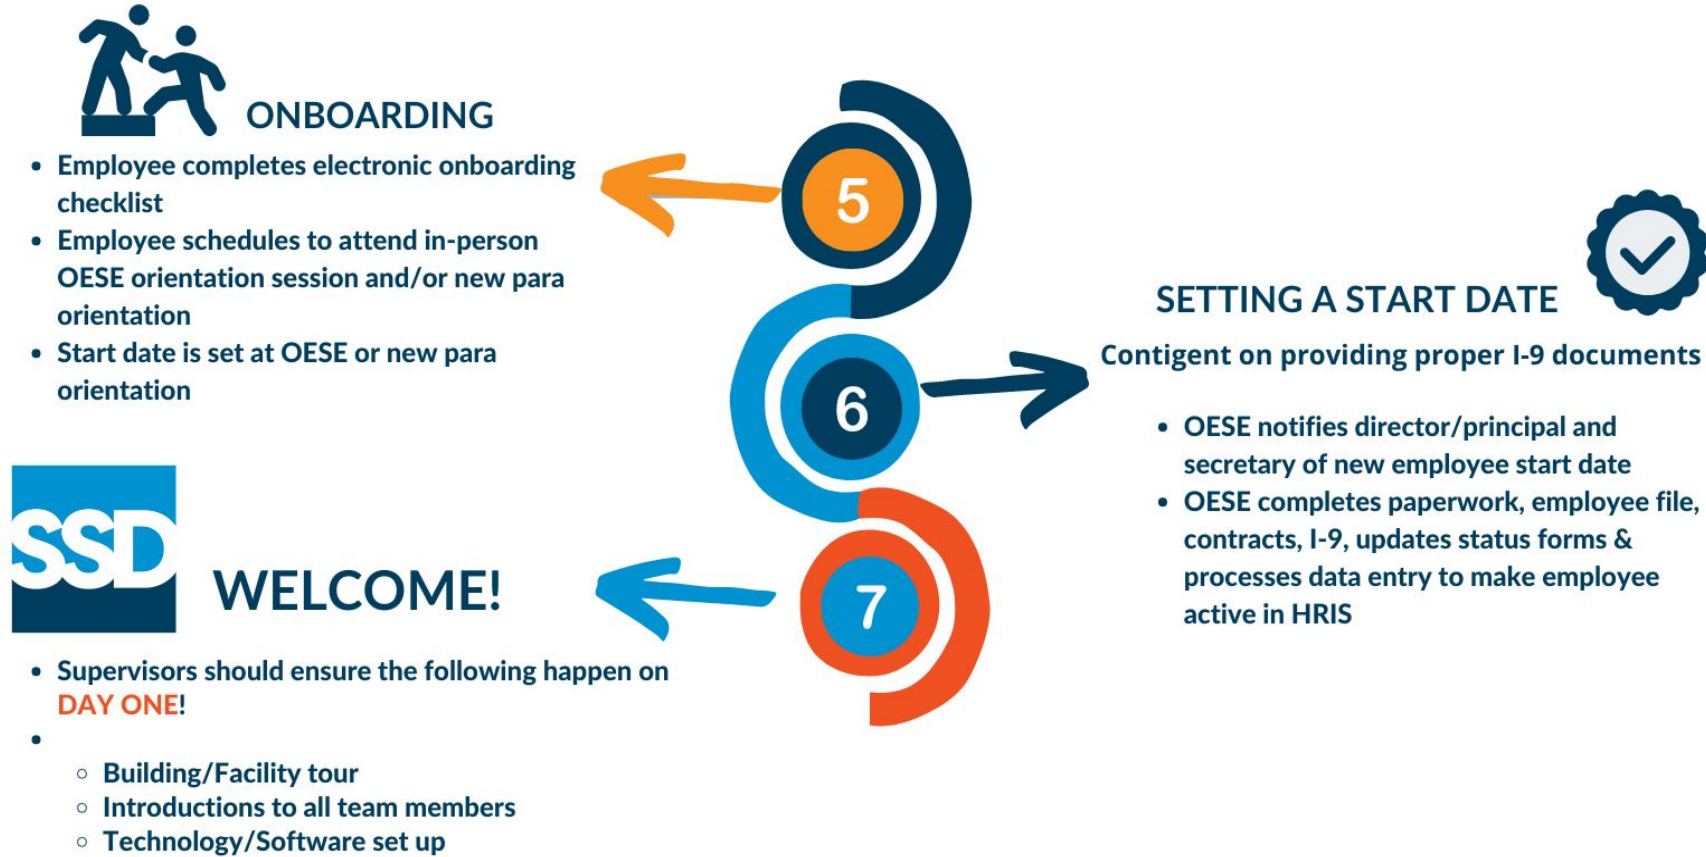 ONBOARDING
• Employee completes electronic onboarding
checklist
• Employee schedules to attend in-person
OESE orientation session and/or new para
orientation
• Start date is set at OESE or new para
orientation
5
SETTING A START DATE
Contigent on providing proper I-9 documents
• OESE notifies director/principal and
secretary of new employee start date
• OESE completes paperwork, employee file,
contracts, I-9, updates status forms &
processes data entry to make employee
active in HRIS
6
SSD
WELCOME!
7
• Supervisors should ensure the following happen on
DAY ONE!
•
◦ Building/Facility tour
◦ Introductions to all team members
◦ Technology/Software set up